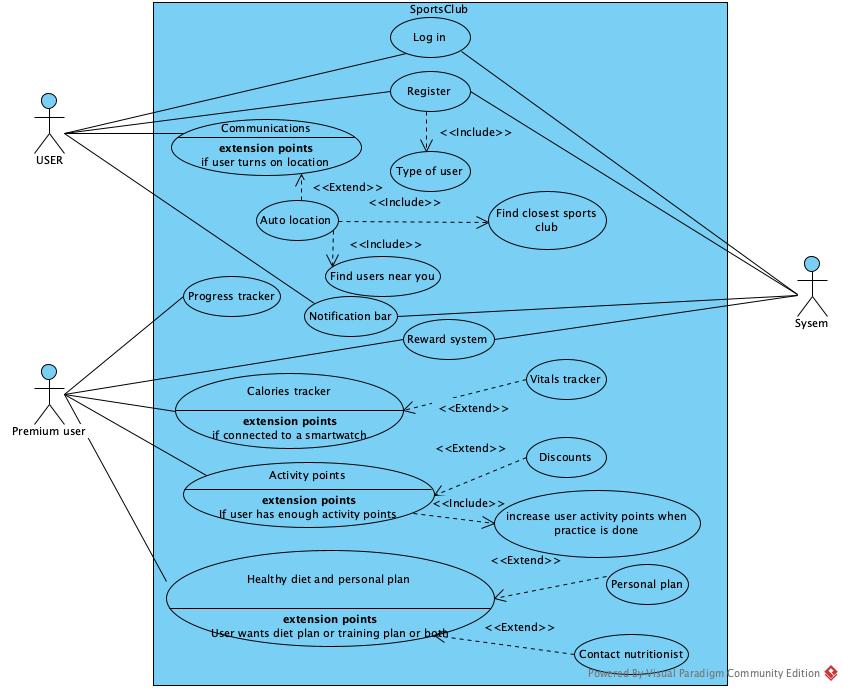 SportsClub
Log in
Register
<<Include>>
Communications
extension points
if user turns on location
USER
Type of user
<<Extend>>
<<Include>>
Auto location
Find closest sports
club
<<Include>>
Find users near you
Progress tracker
Notification bar
Sysem
Reward system
Vitals tracker
Calories tracker
<<Extend>>
extension points
if connected to a smartwatch
Premium user
<<Extend>>
Discounts
Activity points
extension points
If user has enough activity points
<<Include>>
increase user activity points when
practice is done
<<Extend>>
Healthy diet and personal plan
Personal plan
extension points
User wants diet plan or training plan or both
<<Extend>>
Contact nutritionist
Powered By Visual Paradigm Community Edition